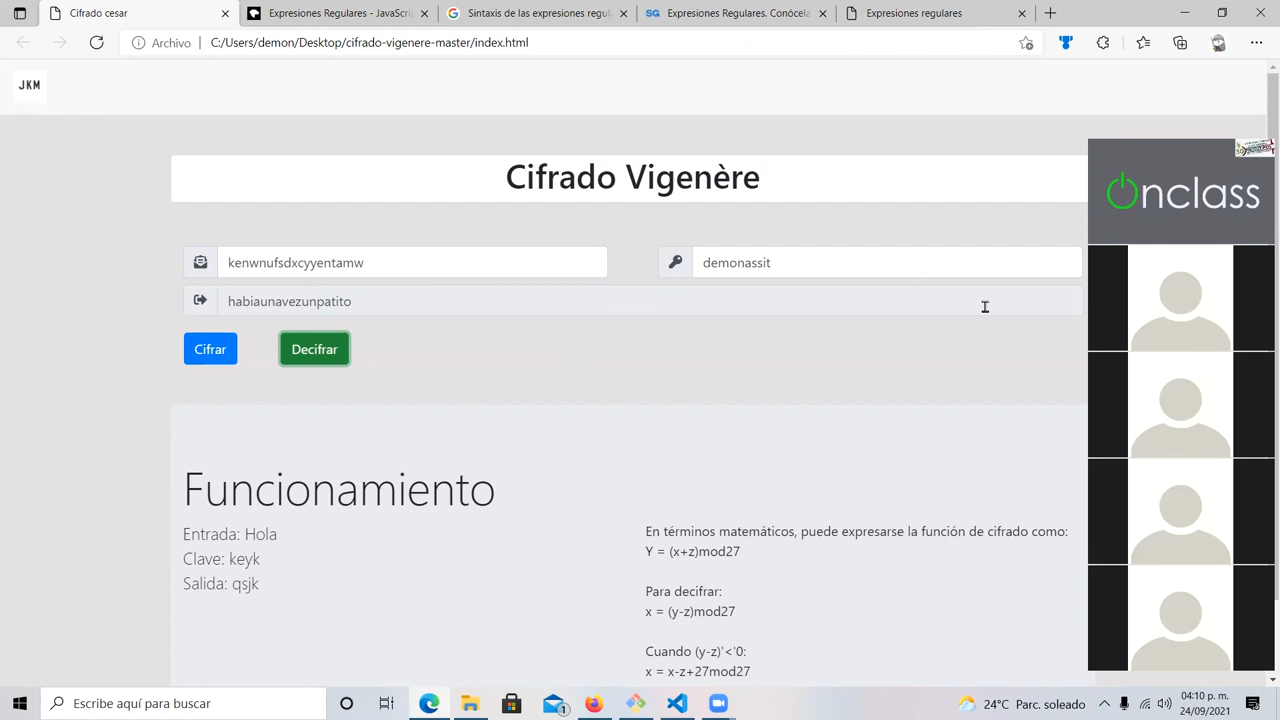 Cifrado cesar
Expresiones Regulares - JavaScri
Sintaxis de las expresiones regul
Expresiones Regulares. Conócela
Expresiones regulares
Archivo
C:/Users/demon/Desktop/cifrado-vigenere-master/index.html
JKM
Cifrado Vigenère
kenwnufsdxcyyentamw
demonassit
habiaunavezunpatito
Cifrar
Decifrar
Onclass
Funcionamiento
Entrada: Hola
Clave: keyk
Salida: qsjk
En términos matemáticos, puede expresarse la función de cifrado como:
Y = (x+z)mod27
Para decifrar:
x = (y-z)mod27
Cuando (y-z)'<'0:
x = x-z+27mod27
Escribe aquí para buscar
1
24°C Parc. soleado
04:10 p. m.
24/09/2021